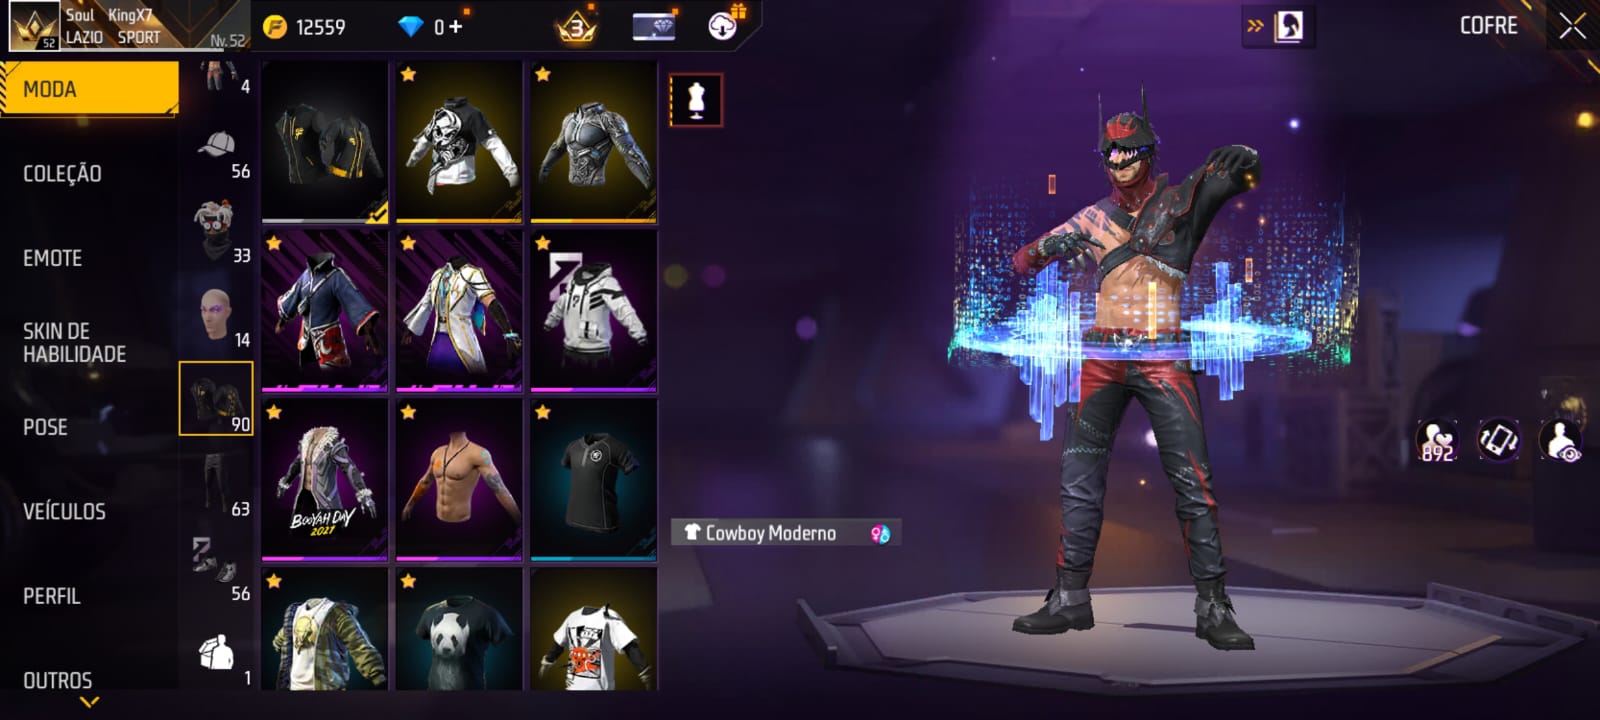 Soul KingX7
LAZIO SPORT
52
Nv.52
12559
0+
3
COFRE
MODA
COLEÇÃO
EMOTE
SKIN DE
HABILIDADE
POSE
VEÍCULOS
PERFIL
OUTROS
4
56
33
14
90
63
56
1
BOOYAH DAY
2021
Cowboy Moderno
892